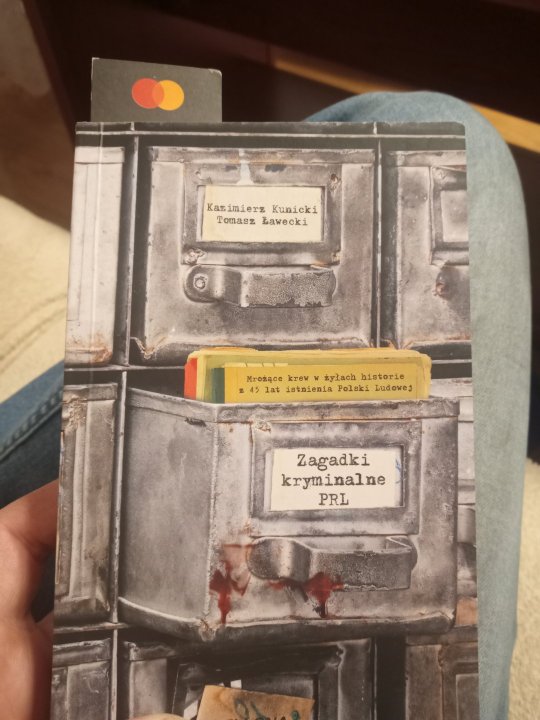 Kazimierz Kunicki
Tomasz Ławecki
Mrożące krew w żyłach historie
z 45 lat istnienia Polski Ludowej
Zagadki
kryminalne
PRL